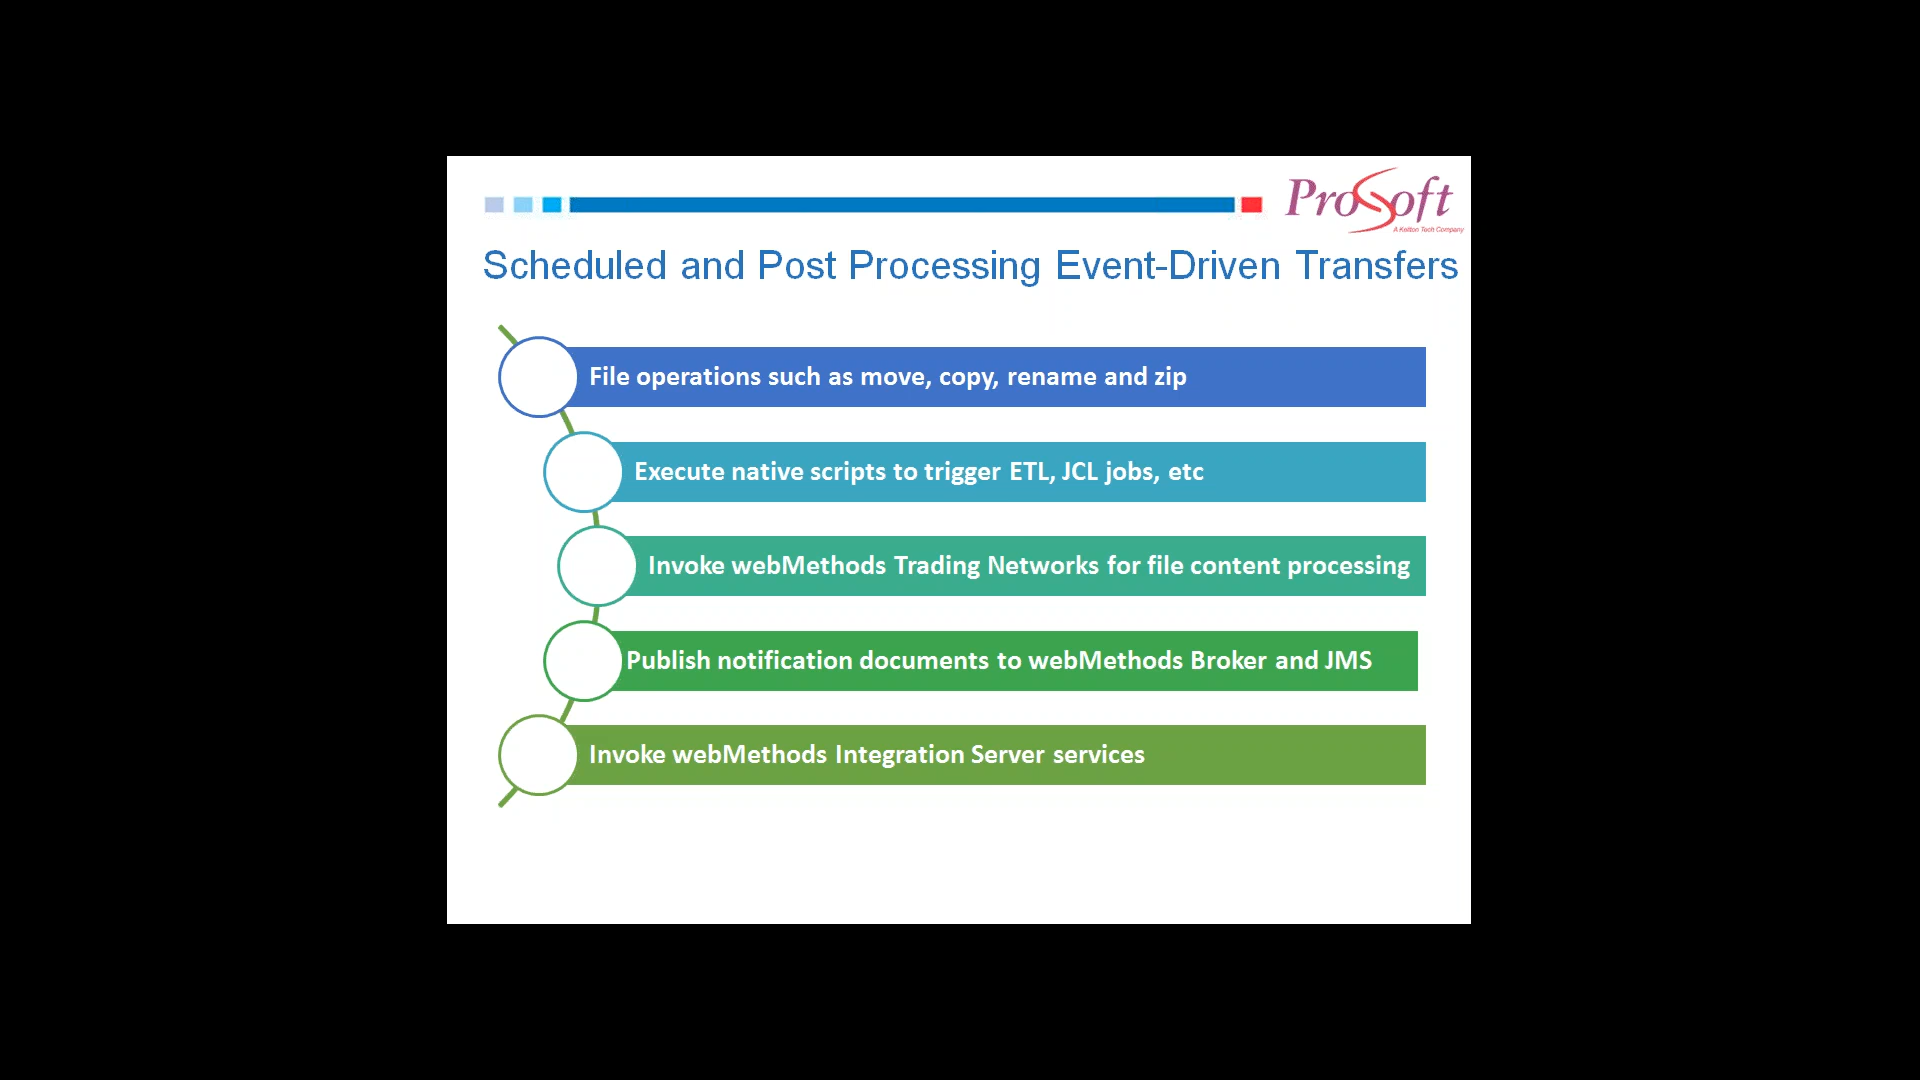 ProSoft
A Kellton Tech Company
Scheduled and Post Processing Event-Driven Transfers
File operations such as move, copy, rename and zip
Execute native scripts to trigger ETL, JCL jobs, etc
Invoke webMethods Trading Networks for file content processing
Publish notification documents to webMethods Broker and JMS
Invoke webMethods Integration Server services